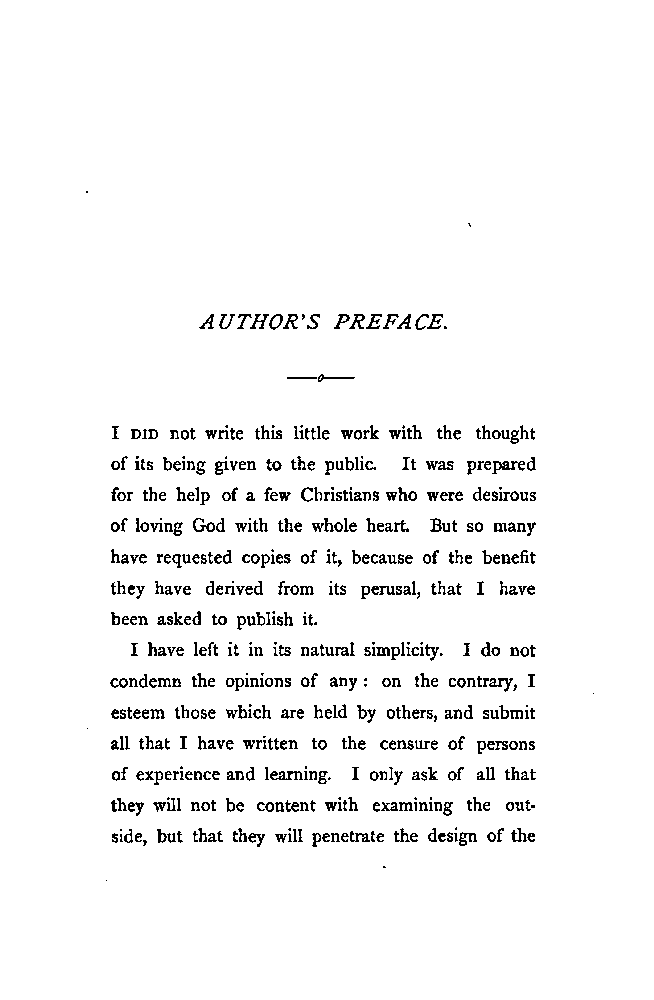 AUTHOR'S PREFACE.
I DID not write this little work with the thought
of its being given to the public. It was prepared
for the help of a few Christians who were desirous
of loving God with the whole heart. But so many
have requested copies of it, because of the benefit
they have derived from its perusal, that I have
been asked to publish it.
I have left it in its natural simplicity. I do not
condemn the opinions of any: on the contrary, I
esteem those which are held by others, and submit
all that I have written to the censure of persons
of experience and learning. I only ask of all that
they will not be content with examining the out-
side, but that they will penetrate the design of the